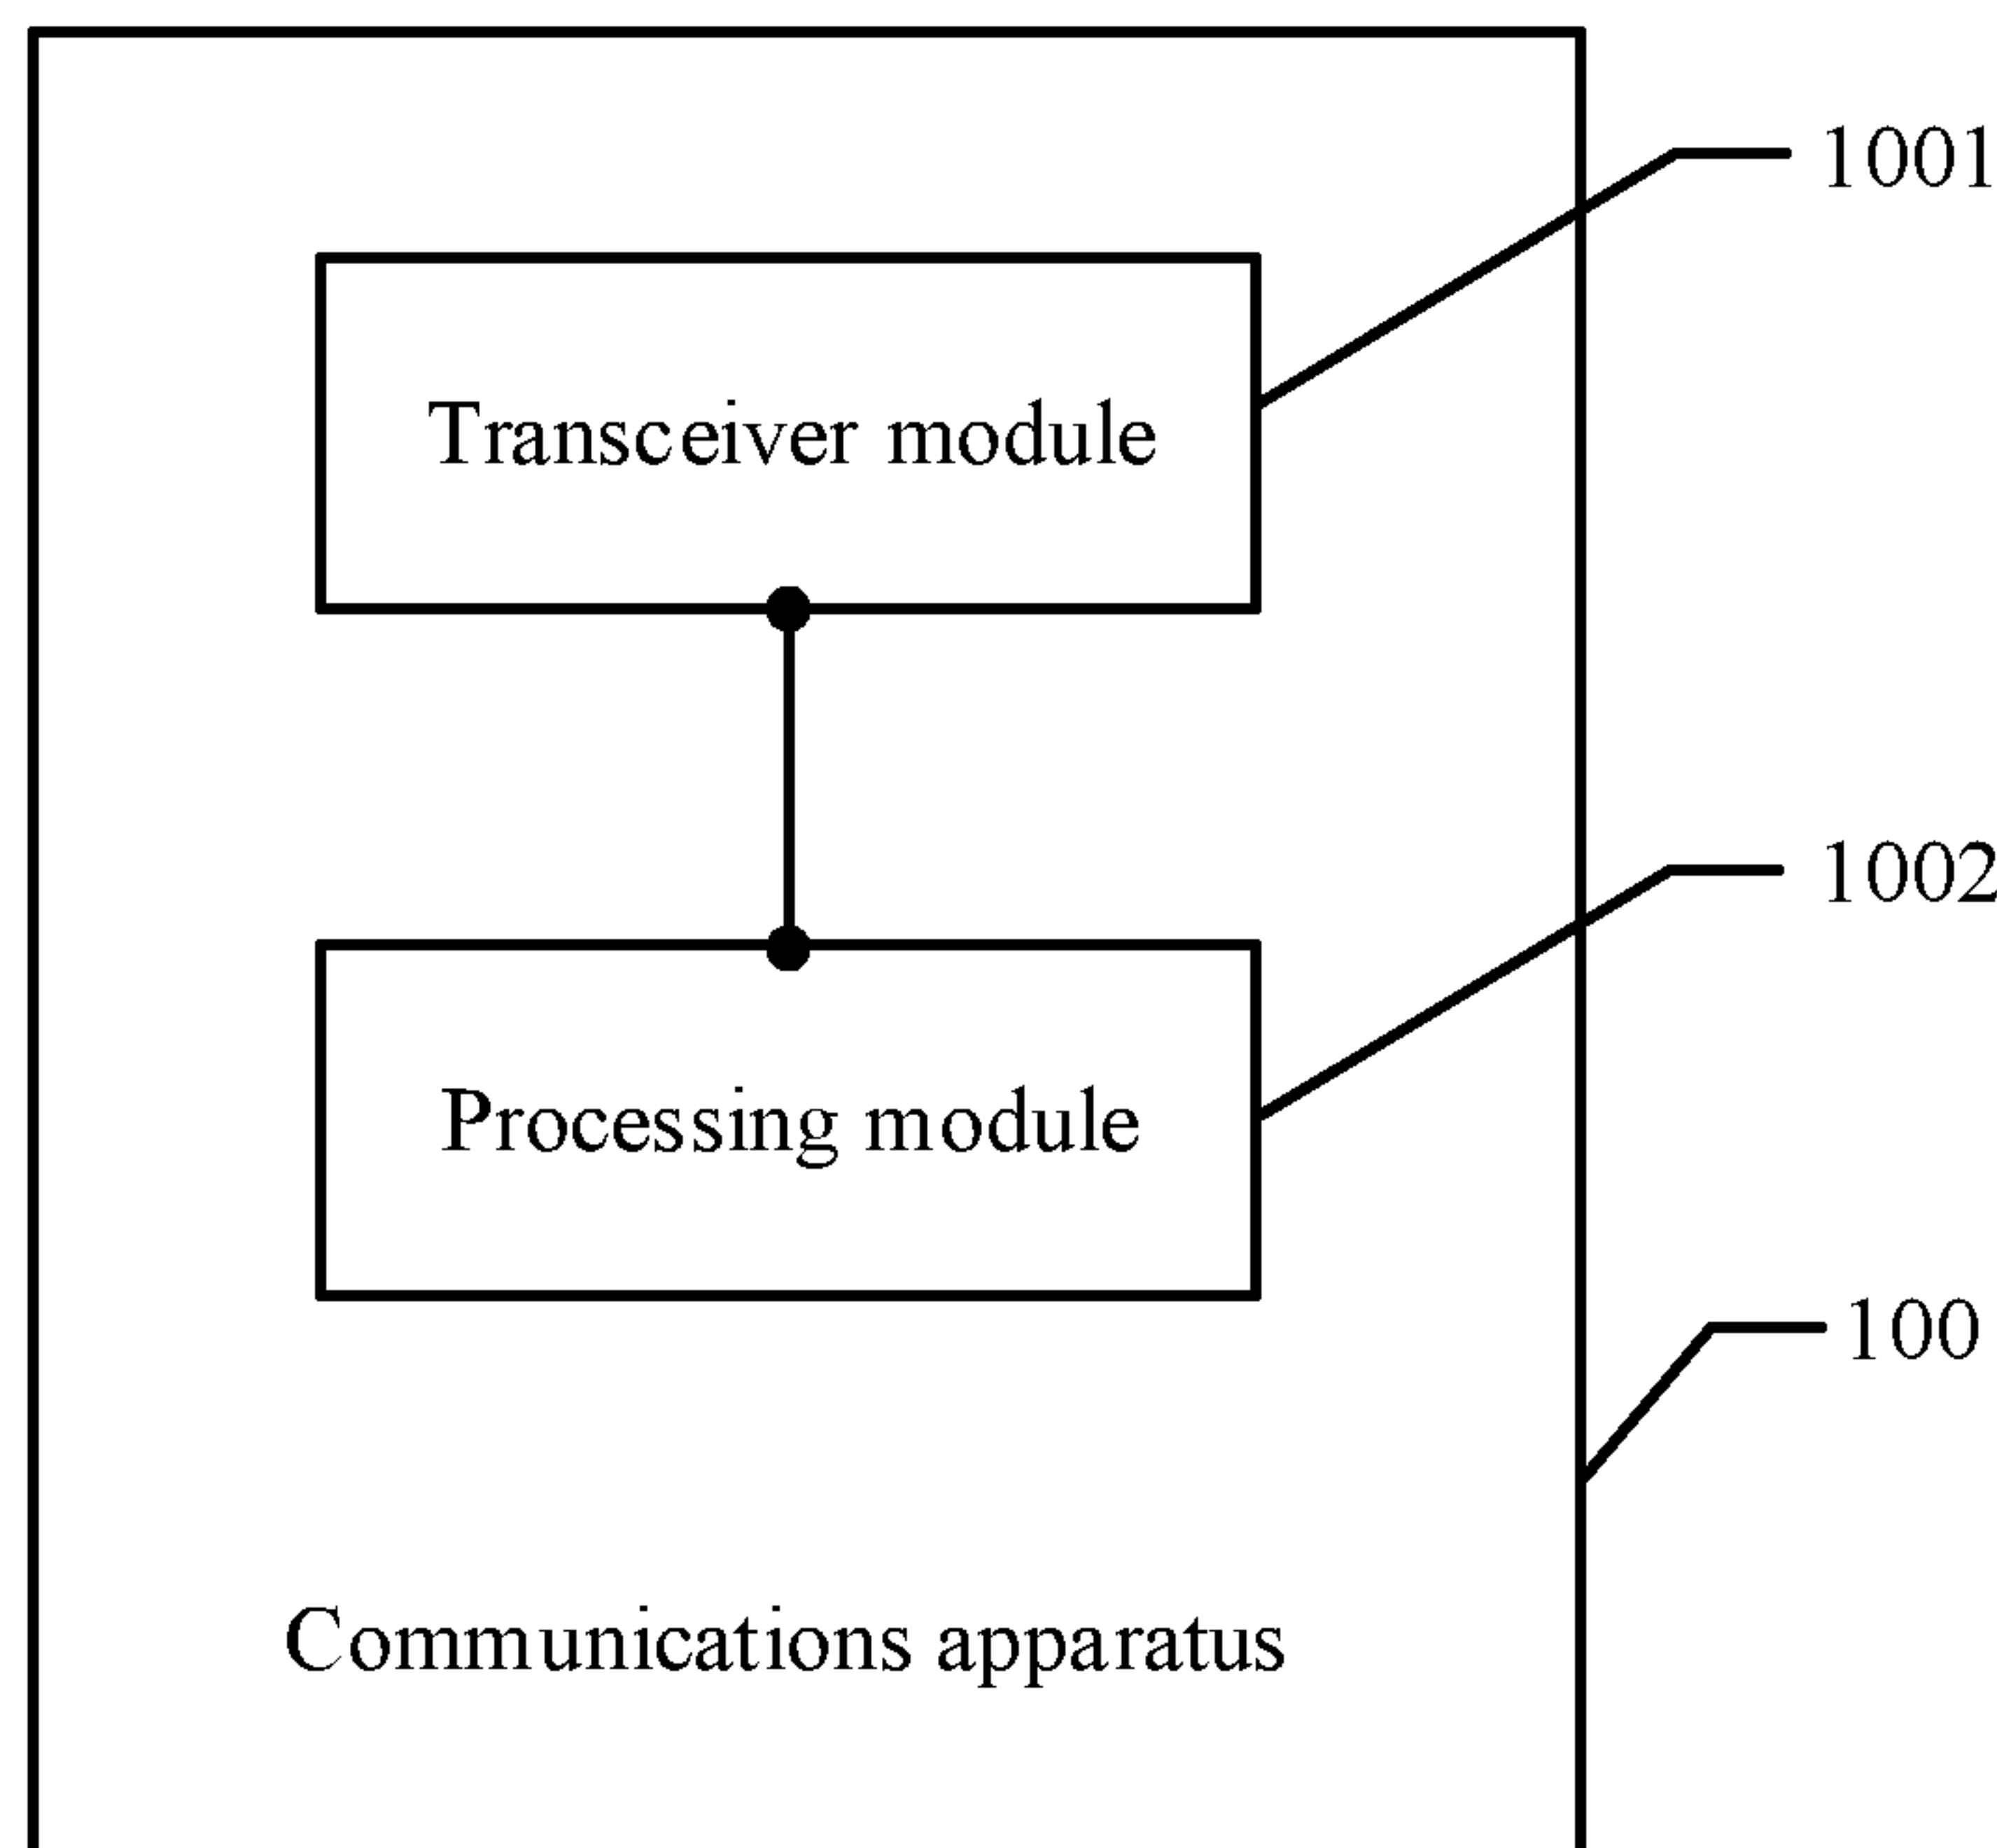 1001
Transceiver module
1002
Processing module
100
Communications apparatus